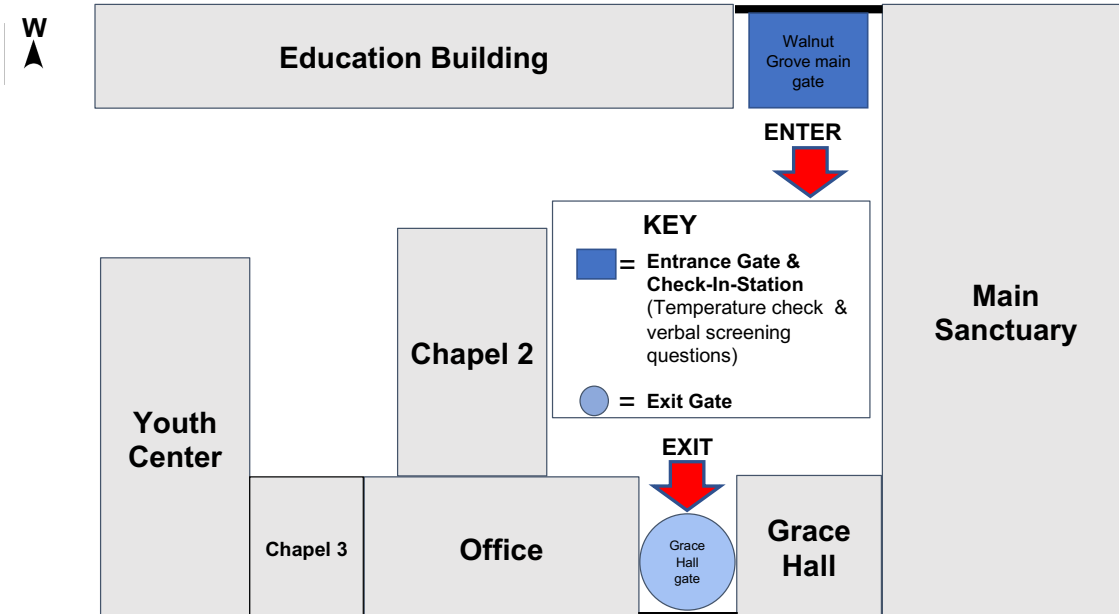 W
Education Building
Walnut
Grove main
gate
ENTER
KEY
= Entrance Gate &
Check-In-Station
(Temperature check & 
verbal screening
questions)
= Exit Gate
Main
Sanctuary
Chapel 2
Youth
Center
EXIT
Chapel 3
Office
Grace
Hall
gate
Grace
Hall